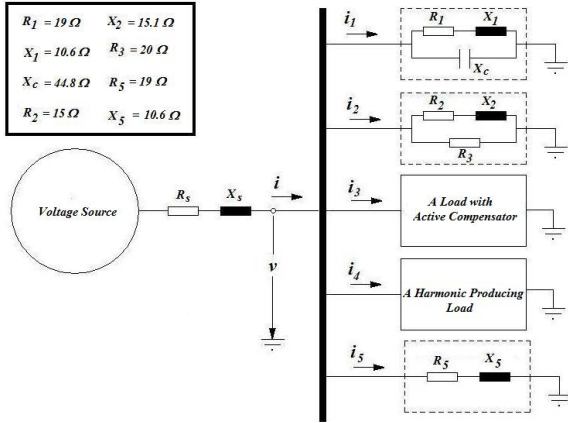 R1 = 19 Ω X2 = 15.1 Ω
X1 = 10.6 Ω R3 = 20 Ω
Xc = 44.8 Ω R5 = 19 Ω
R2 = 15 Ω X5 = 10.6 Ω
Voltage Source
Rs Xs i
v
i1 R1 X1
Xc
i2 R2 X2
R3
i3 A Load with
Active Compensator
i4 A Harmonic Producing
Load
i5 R5 X5